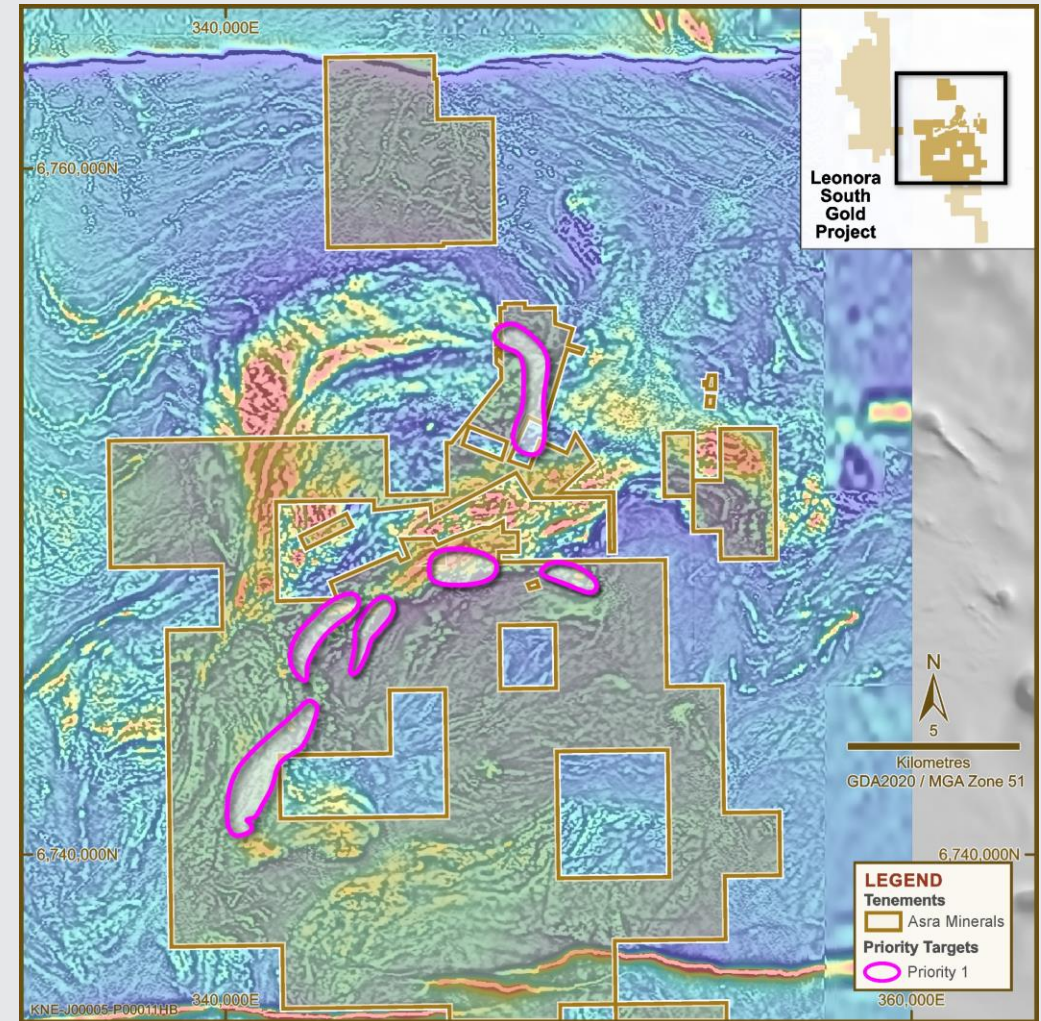 340,000E
6,760,000N
Leonora
South
Gold
Project
N
5
Kilometres
GDA2020 / MGA Zone 51
6,740,000N
6,740,000N
LEGEND
Tenements
Asra Minerals
Priority Targets
Priority 1
KNE-J00005-P00011HB
340,000E
360,000E